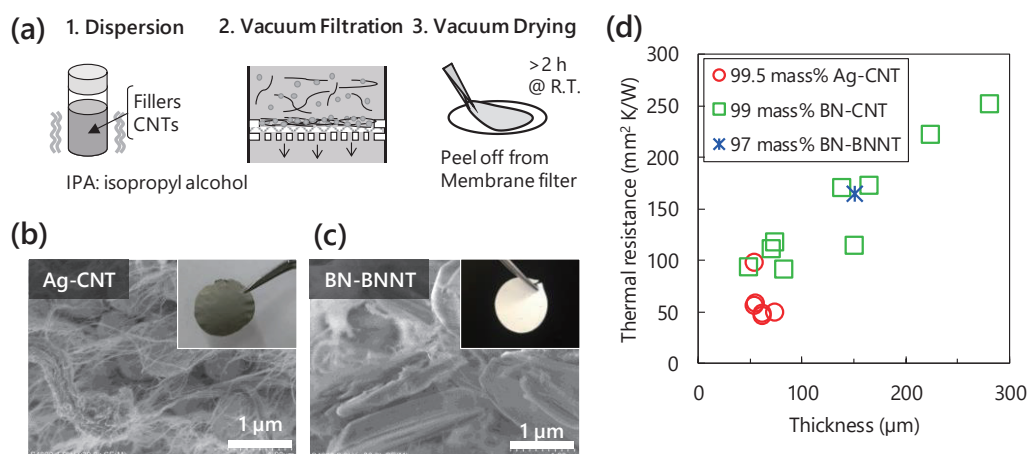 (a)
1. Dispersion
2. Vacuum Filtration
3. Vacuum Drying
Fillers
CNTs
IPA: isopropyl alcohol
>2 h
@ R.T.
Peel off from
Membrane filter
(b)
Ag-CNT
1 μm
(c)
BN-BNNT
1 μm
(d)
Thermal resistance (mm² K/W)
300
250
200
150
100
50
0
99.5 mass% Ag-CNT
99 mass% BN-CNT
97 mass% BN-BNNT
0
100
200
300
Thickness (μm)